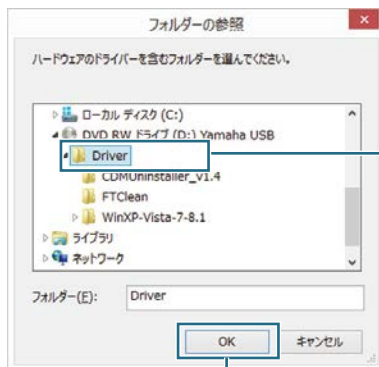 フォルダーの参照
ハードウェアのドライバーを含むフォルダーを選んでください。
ローカル ディスク (C:)
DVD RW ドライブ (D:) Yamaha USB
Driver
CDMUninstaller_v1.4
FTClean
WinXP-Vista-7-8.1
ライブラリ
ネットワーク
フォルダー(F):
Driver
OK
キャンセル